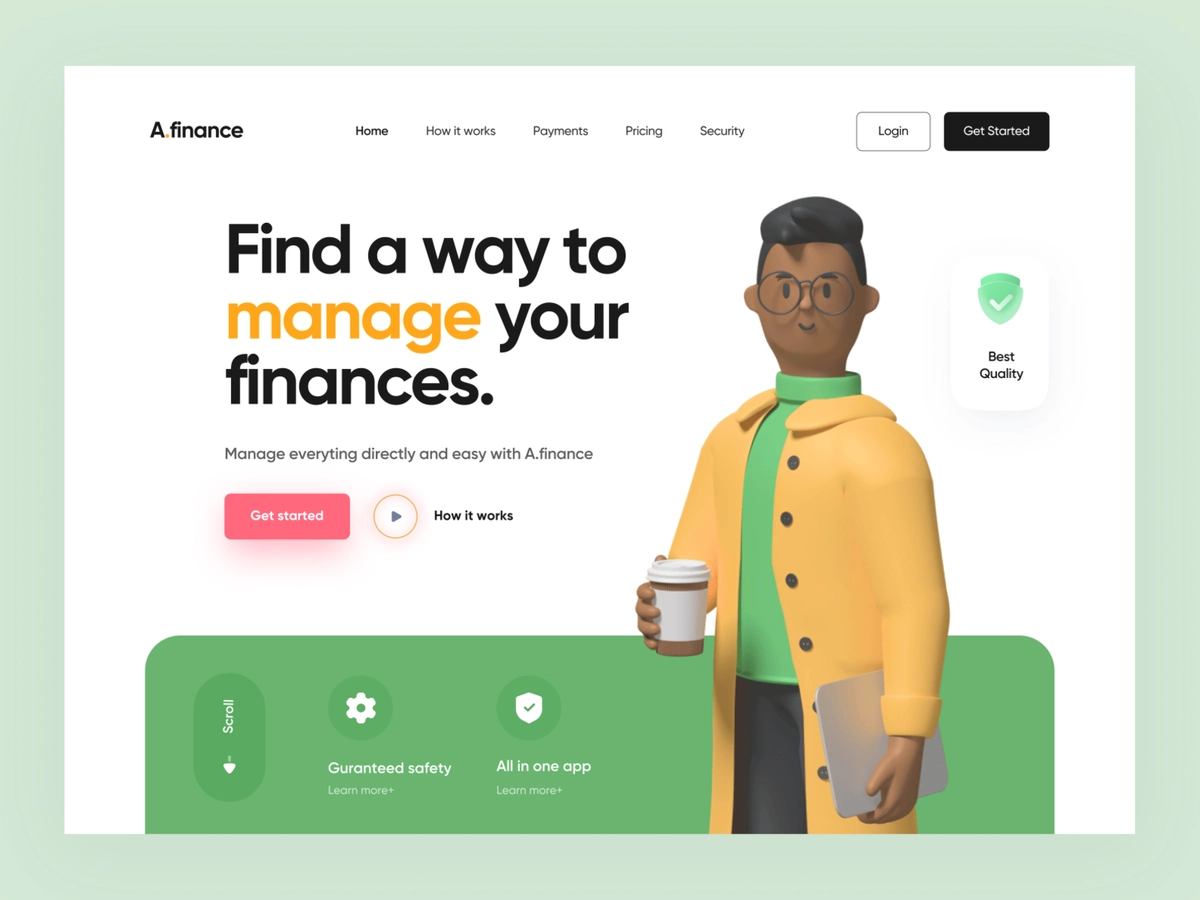 A.finance
Home
How it works
Payments
Pricing
Security
Login
Get Started
Find a way to
manage your
finances.
Best
Quality
Manage everyting directly and easy with A.finance
Get started
How it works
Scroll
Guranteed safety
Learn more+
All in one app
Learn more+